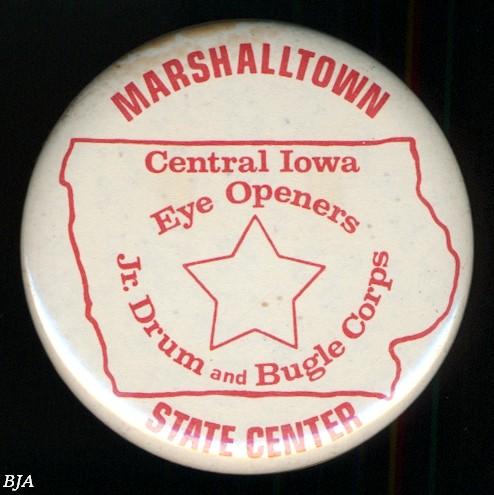 MARSHALLTOWN
Central Iowa
Eye Openers
Jr. Drum and Bugle Corps
STATE CENTER
BJA